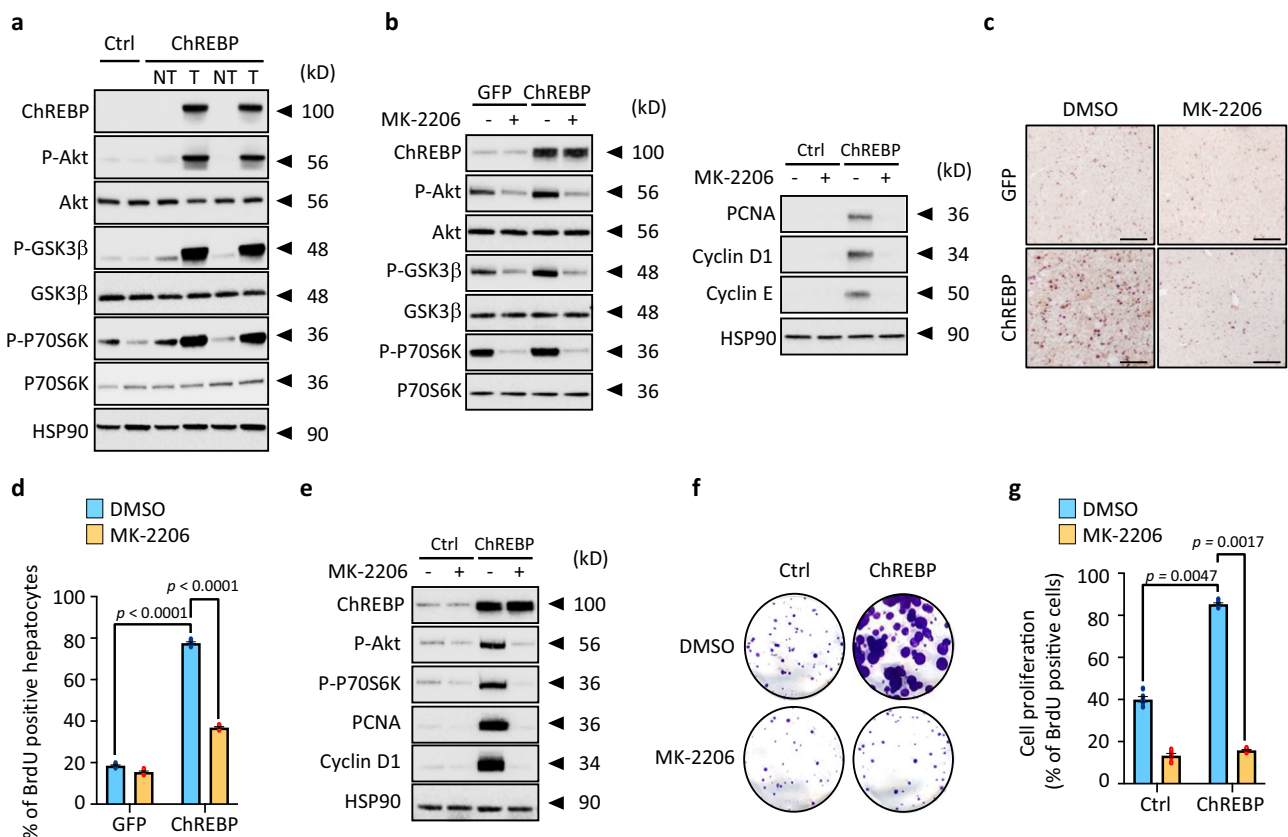 a
Ctrl ChREBP
NT T NT T (kD)
ChREBP 100
P-Akt 56
Akt 56
P-GSK3β 48
GSK3β 48
P-P70S6K 36
P70S6K 36
HSP90 90
b
GFP ChREBP (kD)
MK-2206 - + - +
ChREBP 100
P-Akt 56
Akt 56
P-GSK3β 48
GSK3β 48
P-P70S6K 36
P70S6K 36
Ctrl ChREBP (kD)
MK-2206 - + - +
PCNA 36
Cyclin D1 34
Cyclin E 50
HSP90 90
c
DMSO MK-2206
GFP
ChREBP
d
DMSO
MK-2206
% of BrdU positive hepatocytes
p < 0.0001
p < 0.0001
100
80
60
40
20
0
GFP ChREBP
e
Ctrl ChREBP (kD)
MK-2206 - + - +
ChREBP 100
P-Akt 56
P-P70S6K 36
PCNA 36
Cyclin D1 34
HSP90 90
f
Ctrl ChREBP
DMSO
MK-2206
g
DMSO
MK-2206
Cell proliferation
(% of BrdU positive cells)
p = 0.0017
p = 0.0047
100
80
60
40
20
0
Ctrl ChREBP